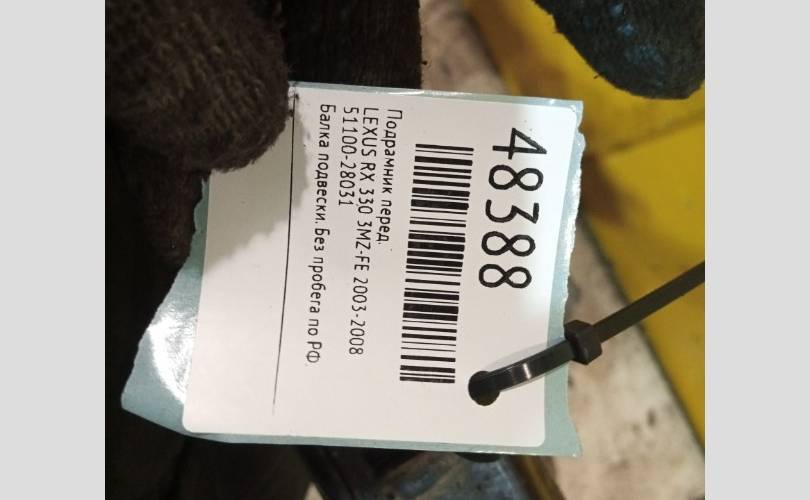 48388
Подрамник перед.
LEXUS RX 330 3MZ-FE 2003-2008
51100-28031
Балка подвески. Без пробега по РФ.